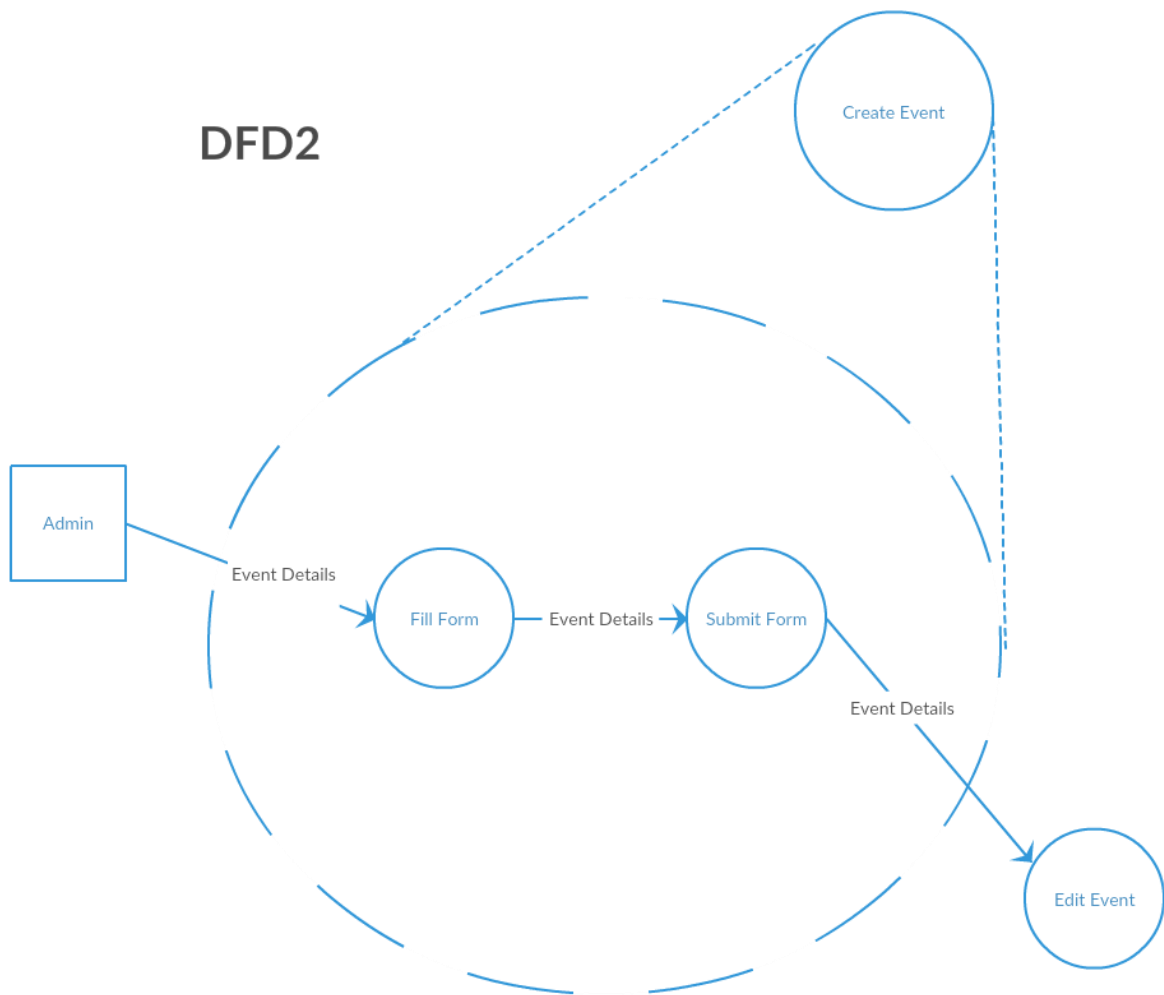 Create Event
DFD2
Admin
Event Details
Fill Form
Event Details
Submit Form
Event Details
Edit Event